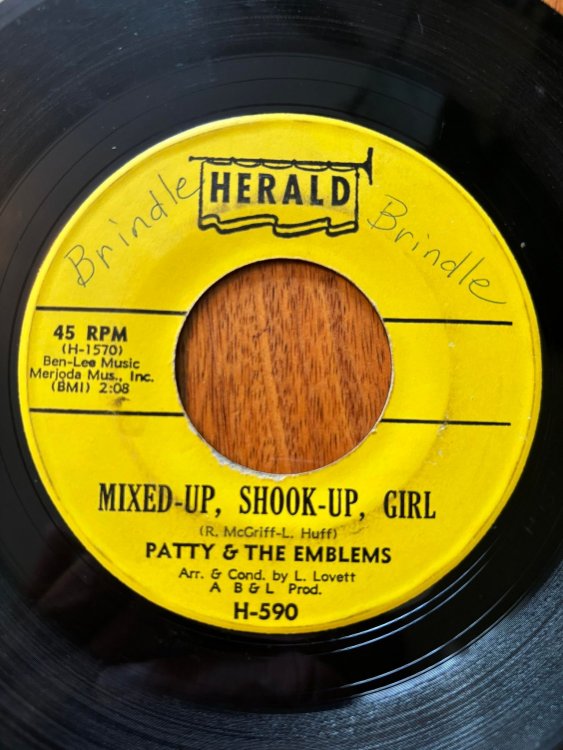 HERALD
Brindle
Brindle
45 RPM
(H-1570)
Ben-Lee Music
Merjoda Mus., Inc.
(BMI) 2:08
MIXED-UP, SHOOK-UP, GIRL
(R. McGriff-L. Huff)
PATTY & THE EMBLEMS
Arr. & Cond. by L. Lovett
A B & L Prod.
H-590